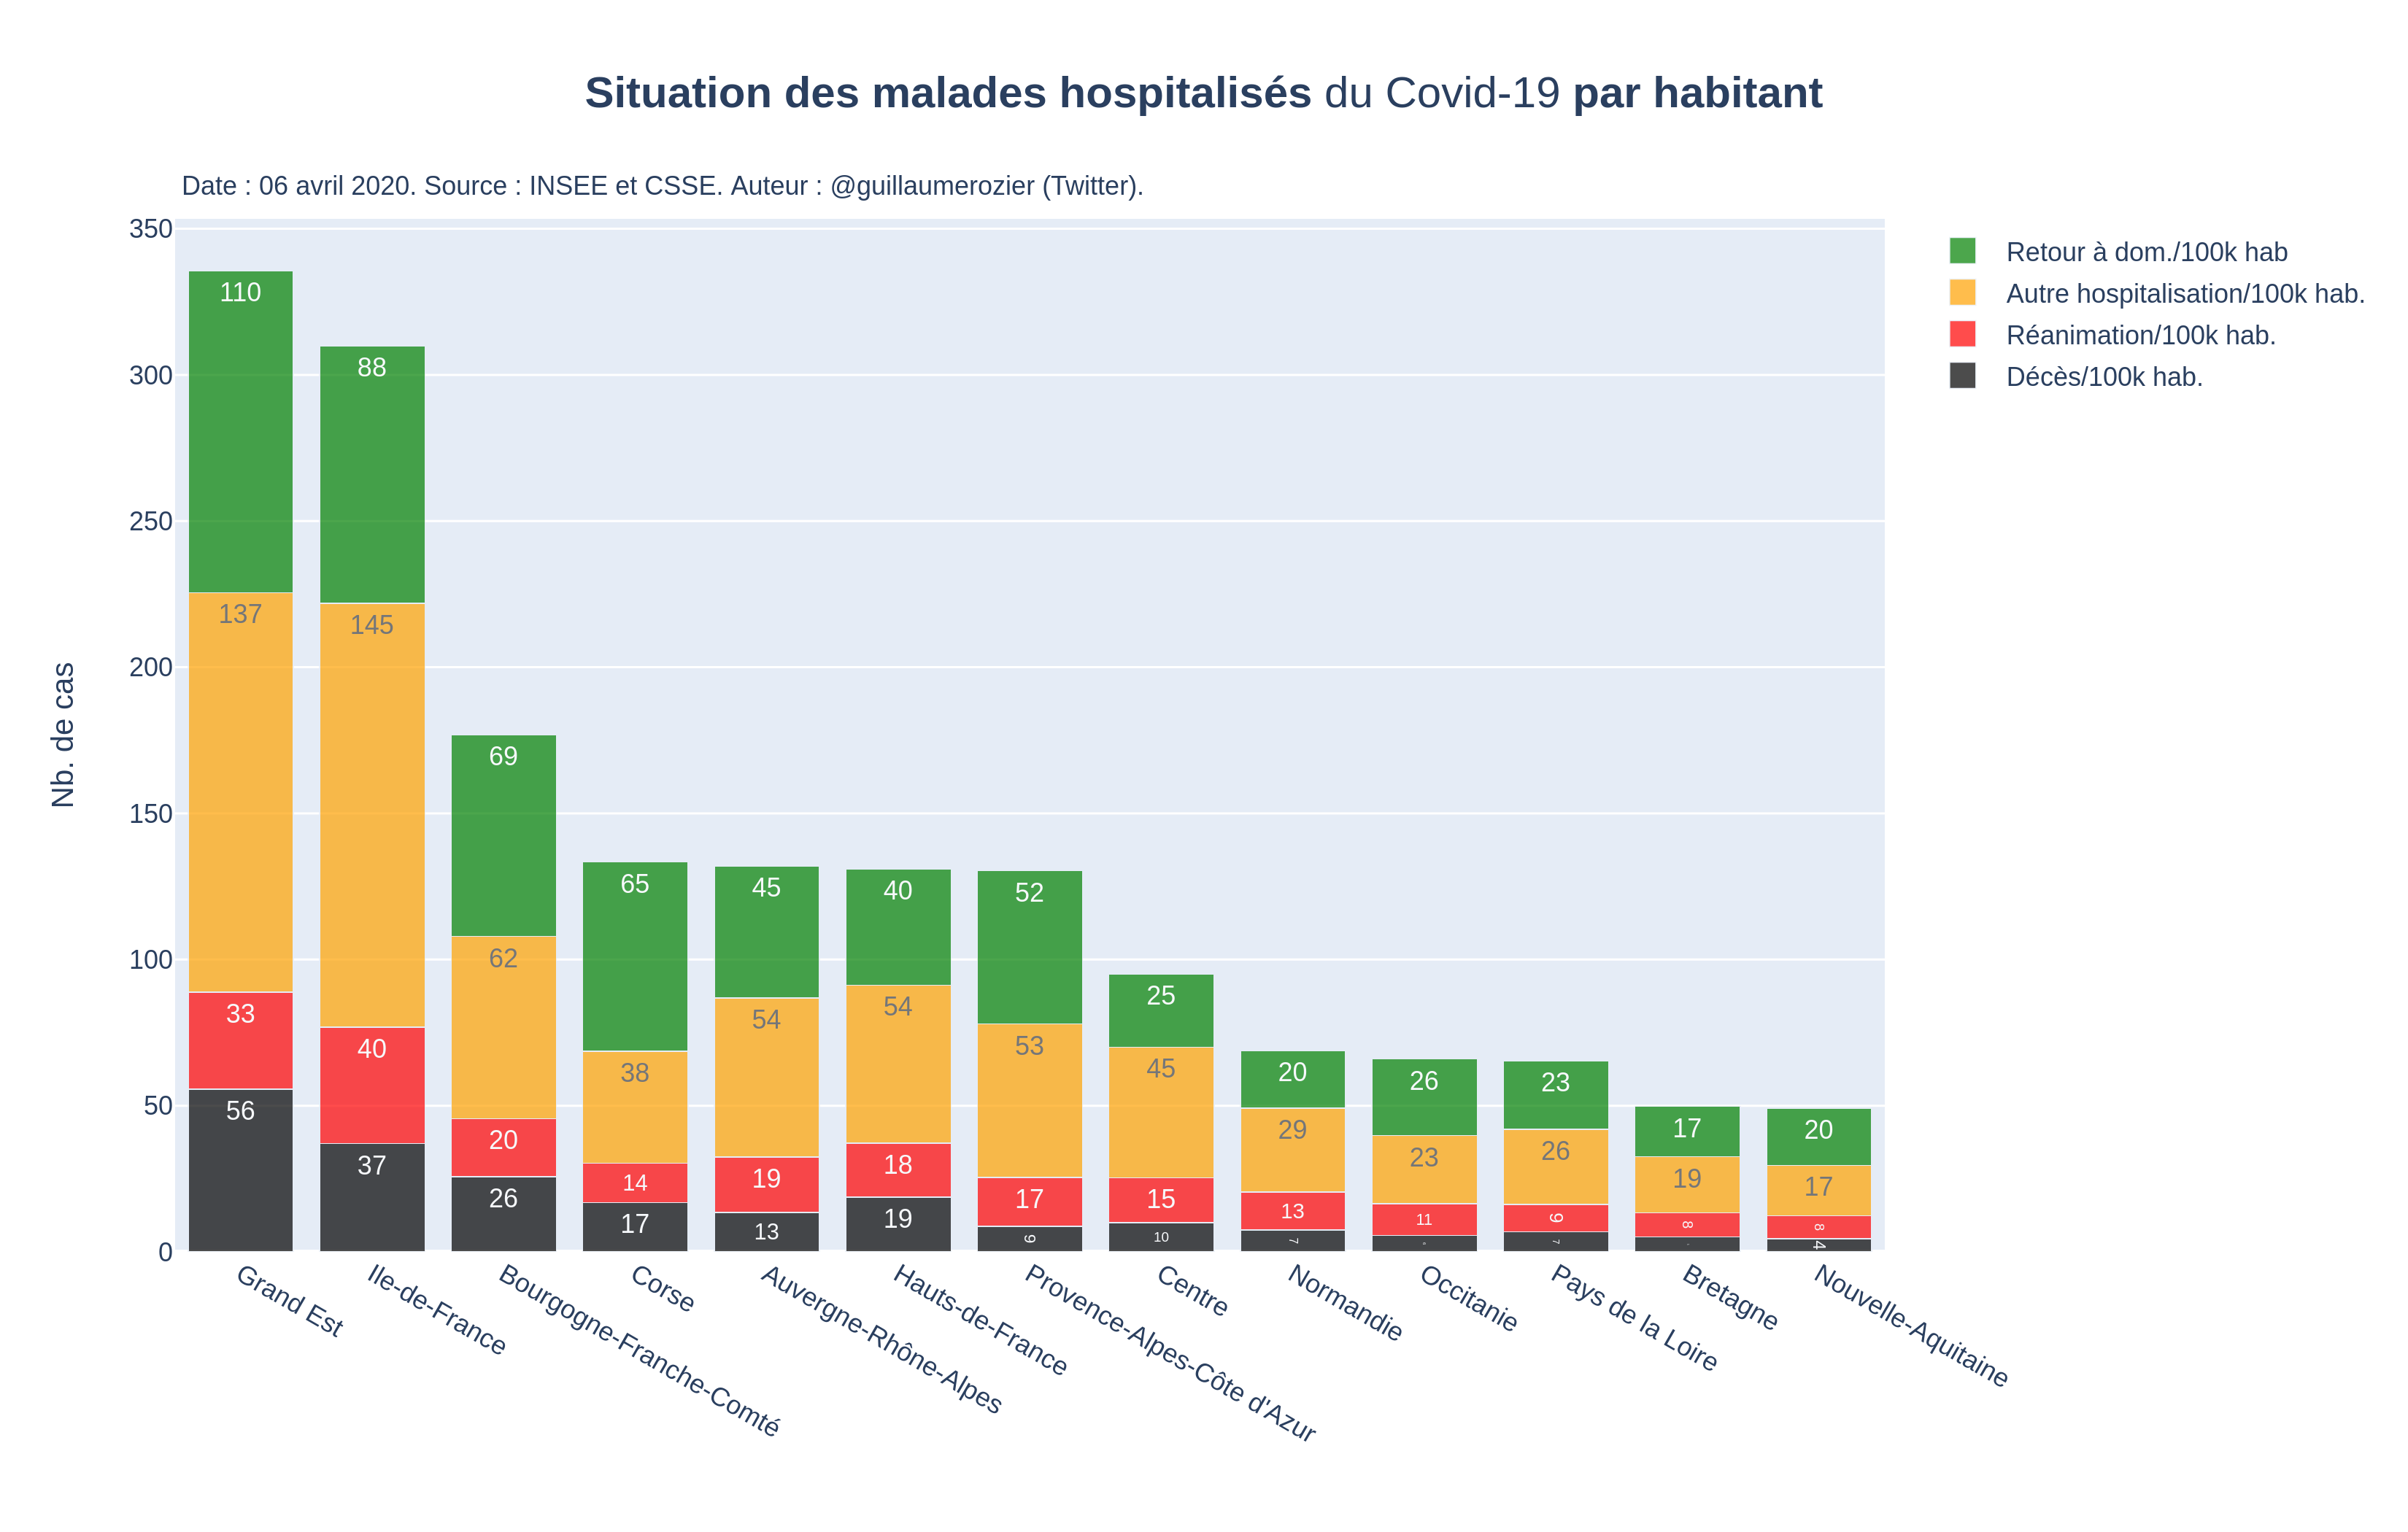 Situation des malades hospitalisés du Covid-19 par habitant
Date : 06 avril 2020. Source : INSEE et CSSE. Auteur : @guillaumerozier (Twitter).
Retour à dom./100k hab
Autre hospitalisation/100k hab.
Réanimation/100k hab.
Décès/100k hab.
Nb. de cas
350
300
250
200
150
100
50
0
110
137
33
56
88
145
40
37
69
62
20
26
65
38
14
17
45
54
19
13
40
54
18
19
52
53
17
9
25
45
15
10
20
29
13
7
26
23
11
23
26
9
7
17
19
8
20
17
8
4
Grand Est
Ile-de-France
Bourgogne-Franche-Comté
Corse
Auvergne-Rhône-Alpes
Hauts-de-France
Provence-Alpes-Côte d'Azur
Centre
Normandie
Occitanie
Pays de la Loire
Bretagne
Nouvelle-Aquitaine